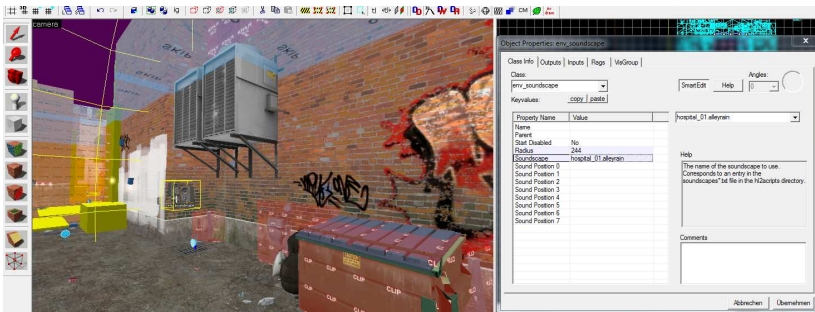 camera
Object Properties: env_soundscape
X
Class Info
Outputs
Inputs
Flags
VisGroup
Class:
env_soundscape
Keyvalues:
copy
paste
SmartEdit
Help
Angles:
0
Property Name Value
Name
Parent
Start Disabled No
Radius 244
Soundscape hospital_01.alleyrain
Sound Position 0
Sound Position 1
Sound Position 2
Sound Position 3
Sound Position 4
Sound Position 5
Sound Position 6
Sound Position 7
hospital_01.alleyrain
Help
The name of the soundscape to use.
Corresponds to an entry in the
soundscapes*.txt file in the hl2\scripts directory.
Comments
Abbrechen
Übernehmen
CLIP
CLIP
CLIP
CLIP
CLIP
CM